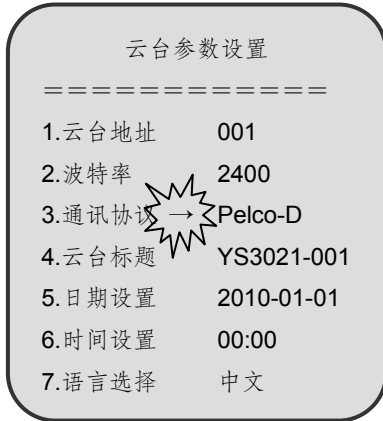 云台参数设置
============
1.云台地址 001
2.波特率 2400
3.通讯协议 → Pelco-D
4.云台标题 YS3021-001
5.日期设置 2010-01-01
6.时间设置 00:00
7.语言选择 中文